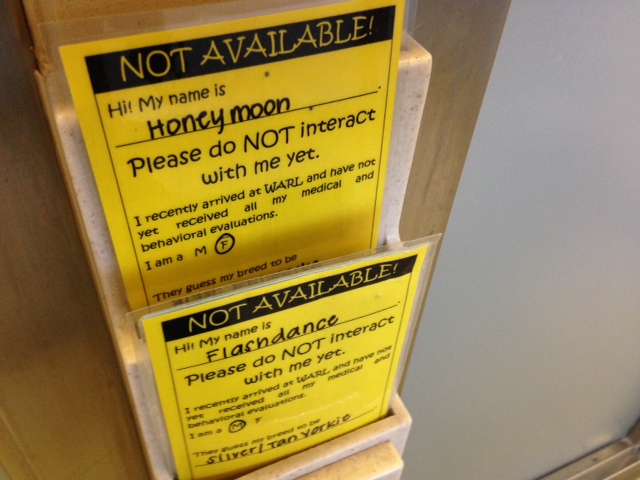 NOT AVAILABLE!
Hi! My name is
Honeymoon
Please do NOT interact
with me yet.
I recently arrived at WARL and have not
yet received all my medical and
behavioral evaluations.
I am a M F
They guess my breed to be
NOT AVAILABLE!
Hi! My name is
Flashdance
Please do NOT interact
with me yet.
I recently arrived at WARL and have not
yet received all my medical and
behavioral evaluations.
I am a M F
They guess my breed to be
Silver/Tan Yorkie